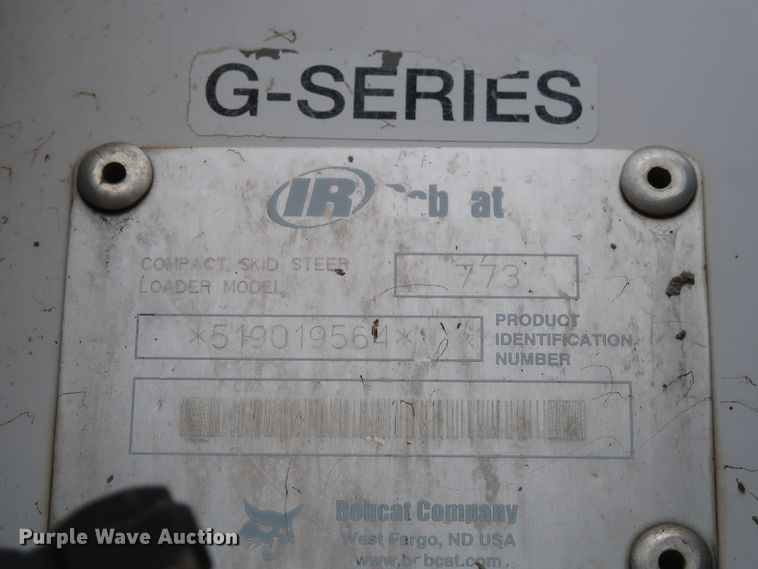 G-SERIES
IR Bobcat
COMPACT SKID STEER
LOADER MODEL
773
*519019564*
PRODUCT
IDENTIFICATION
NUMBER
Bobcat Company
West Fargo, ND USA
www.bobcat.com
Purple Wave Auction